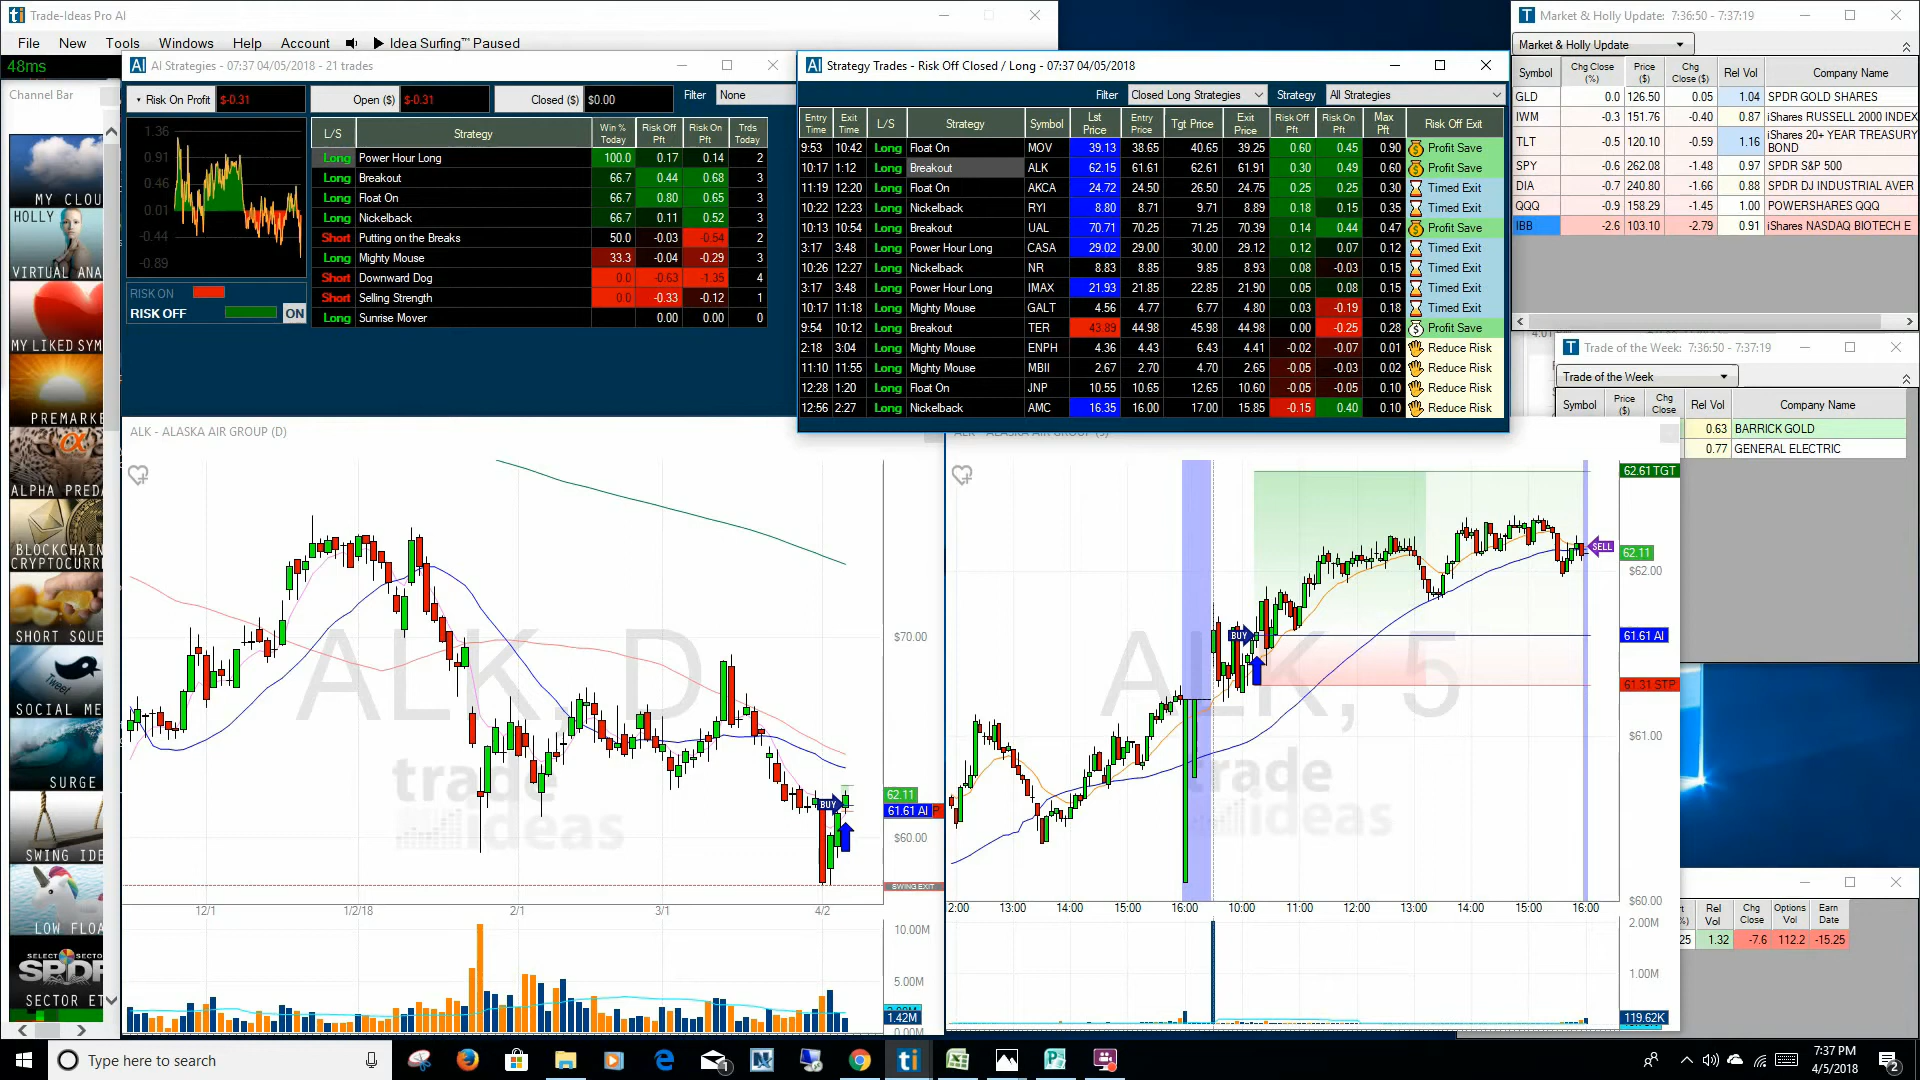 Trade-Ideas Pro AI
File New Tools Windows Help Account Idea Surfing™ Paused
48ms
Channel Bar
MY CLOU
HOLLY
VIRTUAL ANA
MY LIKED SYM
PREMARKE
ALPHA PREDA
BLOCKCHAIN
CRYPTOCURR
SHORT SQUE
Tweet
SOCIAL ME
SURGE
SWING IDE
LOW FLOA
SELECT SECTOR
SPDR
SECTOR ET
AI AI Strategies - 07:37 04/05/2018 - 21 trades
Risk On Profit $-0.31 Open ($) $-0.31 Closed ($) $0.00 Filter None
1.36
0.91
0.46
0.01
-0.44
-0.89
RISK ON
RISK OFF ON
L/S Strategy Win % Today Risk Off Pft Risk On Pft Trds Today
Long Power Hour Long 100.0 0.17 0.14 2
Long Breakout 66.7 0.44 0.68 3
Long Float On 66.7 0.80 0.65 3
Long Nickelback 66.7 0.11 0.52 3
Short Putting on the Breaks 50.0 -0.03 -0.54 2
Long Mighty Mouse 33.3 -0.04 -0.29 3
Short Downward Dog 0.0 -0.63 -1.35 4
Short Selling Strength 0.0 -0.33 -0.12 1
Long Sunrise Mover 0.00 0.00 0
AI Strategy Trades - Risk Off Closed / Long - 07:37 04/05/2018
Filter Closed Long Strategies Strategy All Strategies
Entry Time Exit Time L/S Strategy Symbol Lst Price Entry Price Tgt Price Exit Price Risk Off Pft Risk On Pft Max Pft Risk Off Exit
9:53 10:42 Long Float On MOV 39.13 38.65 40.65 39.25 0.60 0.45 0.90 Profit Save
10:17 1:12 Long Breakout ALK 62.15 61.61 62.61 61.91 0.30 0.49 0.60 Profit Save
11:19 12:20 Long Float On AKCA 24.72 24.50 26.50 24.75 0.25 0.25 0.30 Timed Exit
10:22 12:23 Long Nickelback RYI 8.80 8.71 9.71 8.89 0.18 0.15 0.35 Timed Exit
10:13 10:54 Long Breakout UAL 70.71 70.25 71.25 70.39 0.14 0.44 0.47 Profit Save
3:17 3:48 Long Power Hour Long CASA 29.02 29.00 30.00 29.12 0.12 0.07 0.12 Timed Exit
10:26 12:27 Long Nickelback NR 8.83 8.85 9.85 8.93 0.08 -0.03 0.15 Timed Exit
3:17 3:48 Long Power Hour Long IMAX 21.93 21.85 22.85 21.90 0.05 0.08 0.15 Timed Exit
10:17 11:18 Long Mighty Mouse GALT 4.56 4.77 6.77 4.80 0.03 -0.19 0.18 Timed Exit
9:54 10:12 Long Breakout TER 43.89 44.98 45.98 44.98 0.00 -0.25 0.28 Profit Save
2:18 3:04 Long Mighty Mouse ENPH 4.36 4.43 6.43 4.41 -0.02 -0.07 0.01 Reduce Risk
11:10 11:55 Long Mighty Mouse MBII 2.67 2.70 4.70 2.65 -0.05 -0.03 0.02 Reduce Risk
12:28 1:20 Long Float On JNP 10.55 10.65 12.65 10.60 -0.05 -0.05 0.10 Reduce Risk
12:56 2:27 Long Nickelback AMC 16.35 16.00 17.00 15.85 -0.15 0.40 0.10 Reduce Risk
Market & Holly Update: 7:36:50 - 7:37:19
Market & Holly Update
Symbol Chg Close (%) Price ($) Chg Close ($) Rel Vol Company Name
GLD 0.0 126.50 0.05 1.04 SPDR GOLD SHARES
IWM -0.3 151.76 -0.40 0.87 iShares RUSSELL 2000 INDEX
TLT -0.5 120.10 -0.59 1.16 iShares 20+ YEAR TREASURY BOND
SPY -0.6 262.08 -1.48 0.97 SPDR S&P 500
DIA -0.7 240.80 -1.66 0.88 SPDR DJ INDUSTRIAL AVER
QQQ -0.9 158.29 -1.45 1.00 POWERSHARES QQQ
IBB -2.6 103.10 -2.79 0.91 iShares NASDAQ BIOTECH E
Trade of the Week: 7:36:50 - 7:37:19
Trade of the Week
Symbol Price ($) Chg Close Rel Vol Company Name
0.63 BARRICK GOLD
0.77 GENERAL ELECTRIC
ALK - ALASKA AIR GROUP (D)
ALK, D
trade
ideas
BUY
$70.00
62.11
61.61 AI
$60.00
SWING EXIT
12/1 1/2/18 2/1 3/1 4/2
10.00M
5.00M
1.42M
0.00M
ALK, 5
trade
ideas
BUY
SELL
62.61 TGT
62.11
$62.00
61.61 AI
61.31 STP
$61.00
$60.00
2:00 13:00 14:00 15:00 16:00 10:00 11:00 12:00 13:00 14:00 15:00 16:00
2.00M
1.00M
119.62K
Rel Vol Chg Close Options Vol Earn Date
25 1.32 -7.6 112.2 -15.25
Type here to search
7:37 PM
4/5/2018